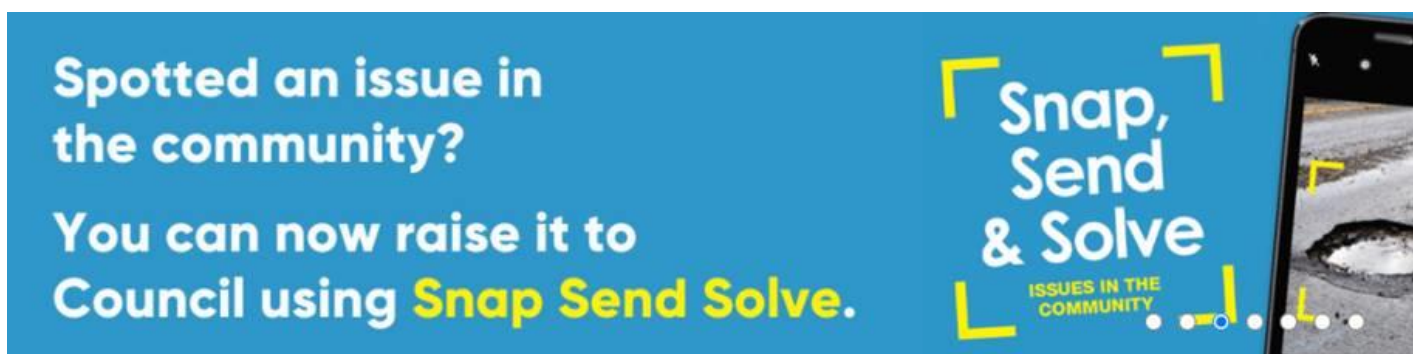 Spotted an issue in
the community?
You can now raise it to
Council using Snap Send Solve.
Snap,
Send
& Solve
ISSUES IN THE
COMMUNITY